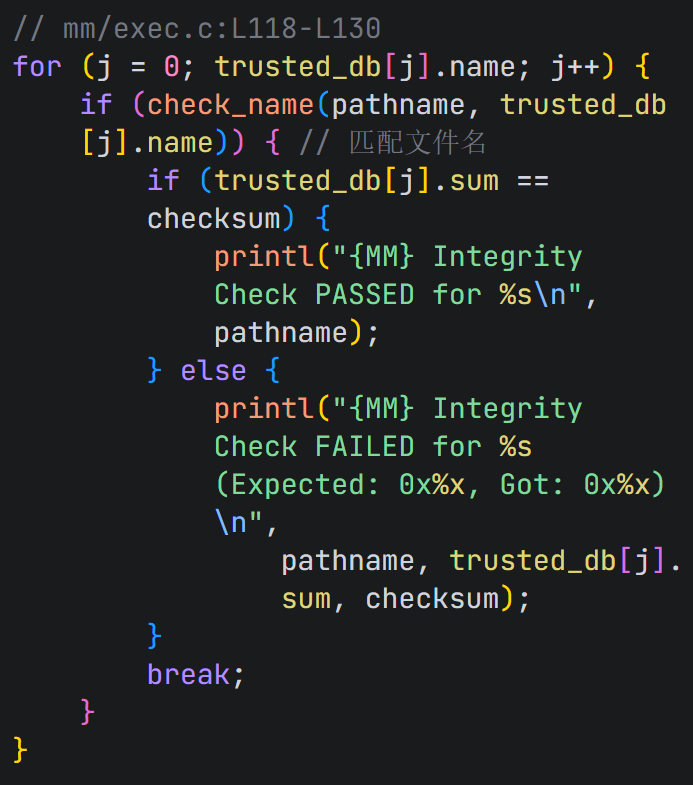 // mm/exec.c:L118-L130
for (j = 0; trusted_db[j].name; j++) {
    if (check_name(pathname, trusted_db
    [j].name)) { // 匹配文件名
        if (trusted_db[j].sum ==
        checksum) {
            printl("{MM} Integrity
            Check PASSED for %s\n",
            pathname);
        } else {
            printl("{MM} Integrity
            Check FAILED for %s
            (Expected: 0x%x, Got: 0x%x)
            \n",
                pathname, trusted_db[j].
                sum, checksum);
        }
        break;
    }
}